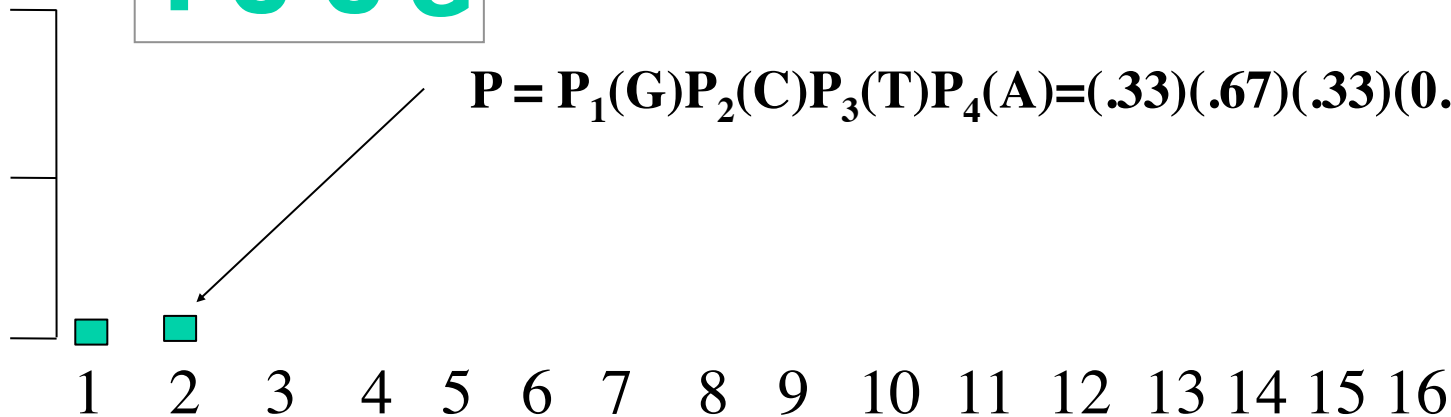 P = P₁(G)P₂(C)P₃(T)P₄(A)=(.33)(.67)(.33)(0.
1 2 3 4 5 6 7 8 9 10 11 12 13 14 15 16